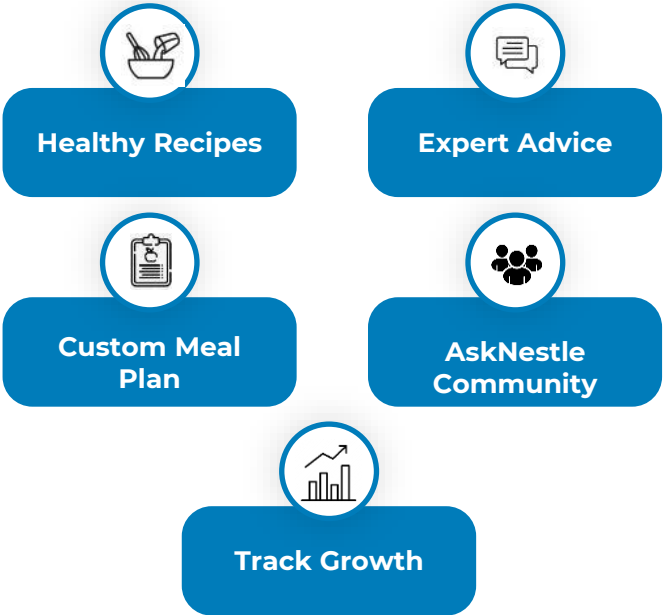 Healthy Recipes
Expert Advice
Custom Meal
Plan
AskNestle
Community
Track Growth